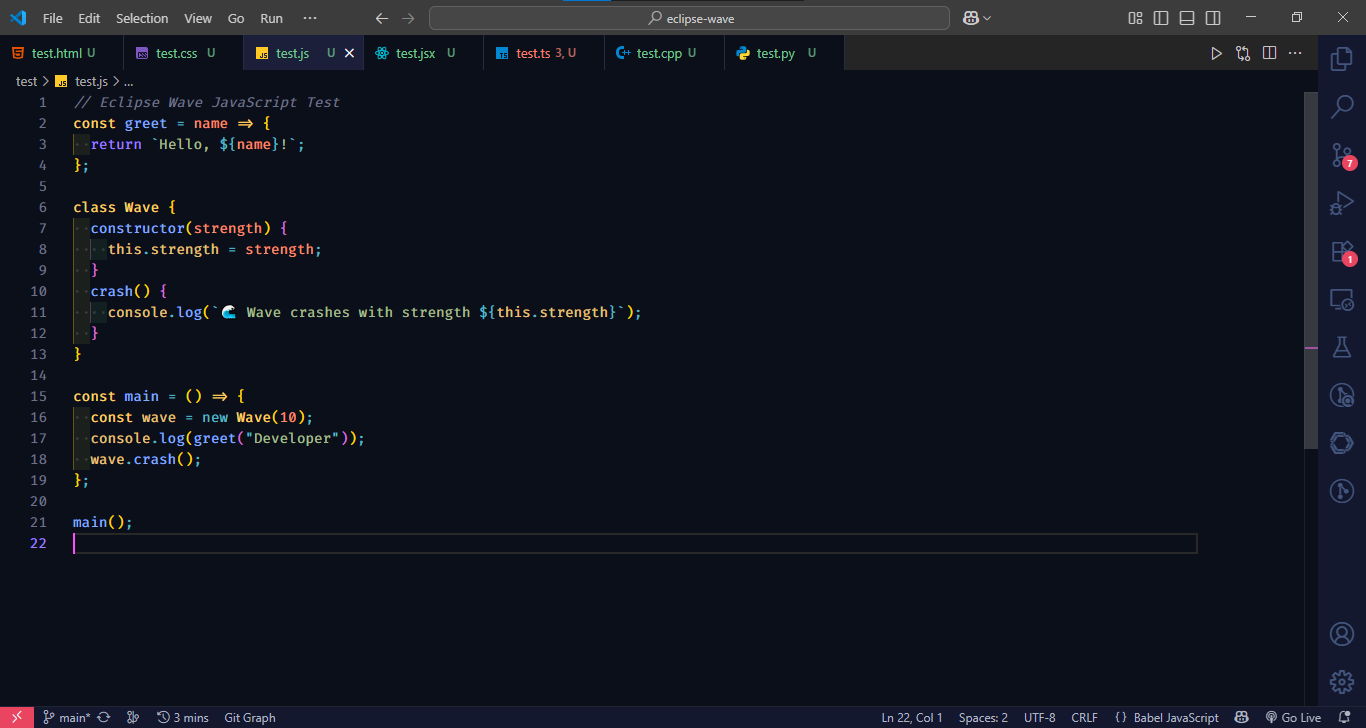 File Edit Selection View Go Run ··· eclipse-wave
test.html U test.css U JS test.js U test.jsx U TS test.ts 3, U test.cpp U test.py U
test > JS test.js > ...
1 // Eclipse Wave JavaScript Test
2 const greet = name => {
3 return `Hello, ${name}!`;
4 };
5
6 class Wave {
7 constructor(strength) {
8 this.strength = strength;
9 }
10 crash() {
11 console.log(`🌊 Wave crashes with strength ${this.strength}`);
12 }
13 }
14
15 const main = () => {
16 const wave = new Wave(10);
17 console.log(greet("Developer"));
18 wave.crash();
19 };
20
21 main();
22
7
1
main* 3 mins Git Graph Ln 22, Col 1 Spaces: 2 UTF-8 CRLF {} Babel JavaScript Go Live